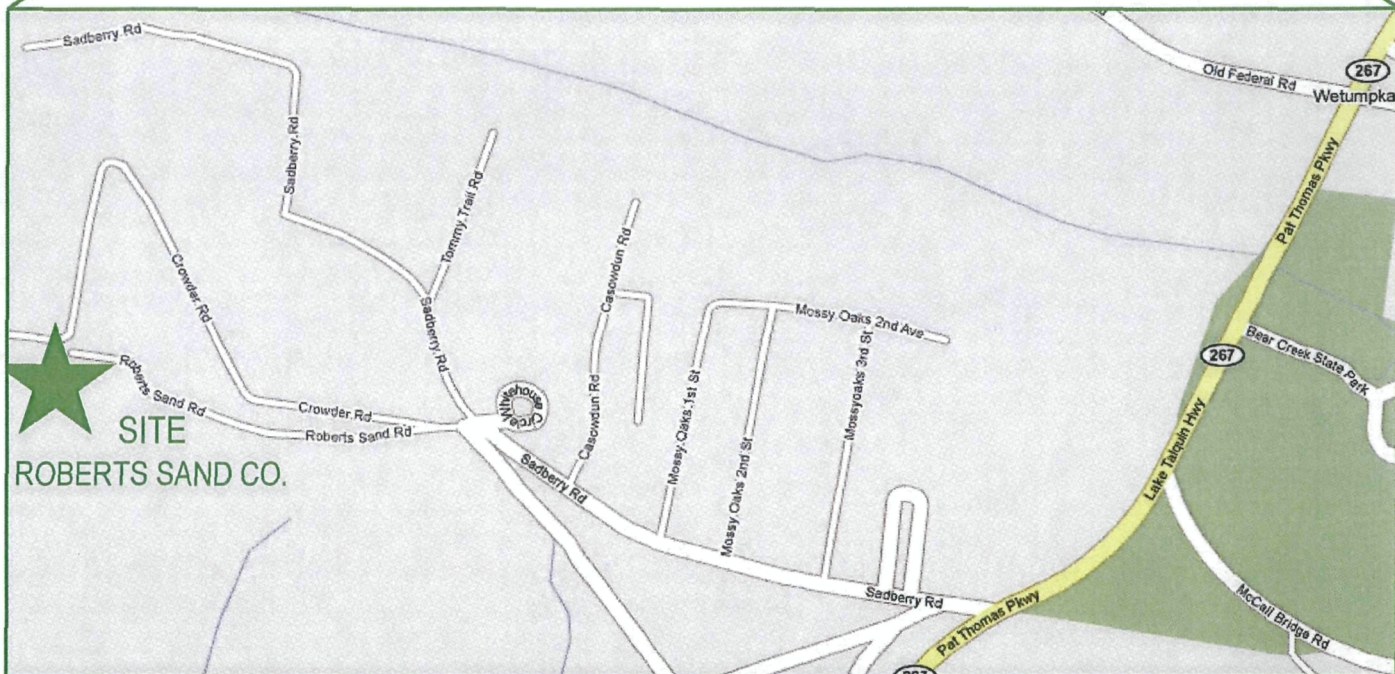 Sadberry Rd
Old Federal Rd
267
Wetumpka
Sadberry Rd
Tommy Trail Rd
Pat Thomas Pkwy
Casowdun Rd
Crowder Rd
Sadberry Rd
Mossy Oaks 2nd Ave
Mossyoaks 3rd St
267
Bear Creek State Park
Roberts Sand Rd
Mossy Oaks 1st St
Casowdun Rd
Whitehouse Circle
Crowder Rd
Roberts Sand Rd
SITE
ROBERTS SAND CO.
Sadberry Rd
Mossy Oaks 2nd St
Lake Talquin Hwy
Sadberry Rd
Pat Thomas Pkwy
McCall Bridge Rd